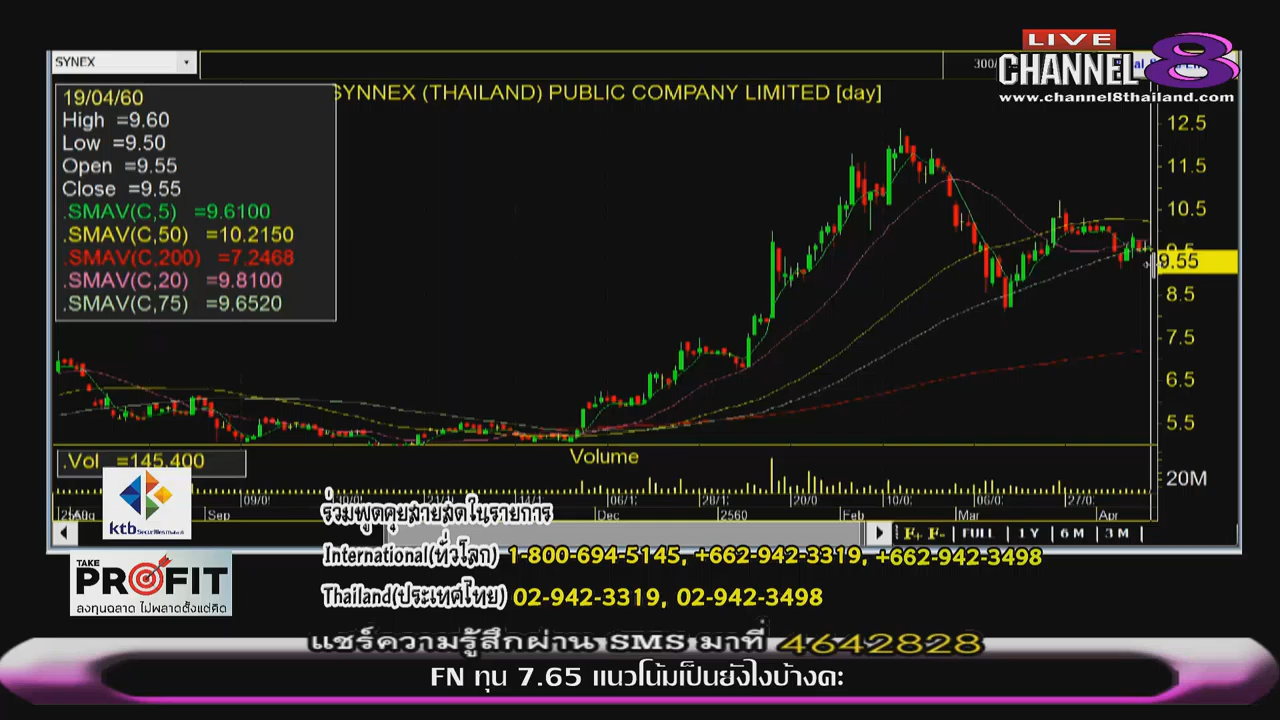 LIVE
CHANNEL 8
www.channel8thailand.com
SYNEX
SYNNEX (THAILAND) PUBLIC COMPANY LIMITED [day]
19/04/60
High =9.60
Low =9.50
Open =9.55
Close =9.55
.SMAV(C,5) =9.6100
.SMAV(C,50) =10.2150
.SMAV(C,200) =7.2468
.SMAV(C,20) =9.8100
.SMAV(C,75) =9.6520
12.5
11.5
10.5
9.5
9.55
8.5
7.5
6.5
5.5
.Vol =145,400
Volume
20M
Sep
Dec
2560
Feb
Mar
Apr
F+ F- FULL 1 Y 6 M 3 M
ktb Securities
ร่วมพูดคุยสายสดในรายการ
International(ทั่วโลก) 1-800-694-5145, +662-942-3319, +662-942-3498
TAKE
PROFIT
ลงทุนฉลาด ไม่พลาดตั้งแต่คิด
Thailand(ประเทศไทย) 02-942-3319, 02-942-3498
แชร์ความรู้สึกผ่าน SMS มาที่ 4642828
FN ทุน 7.65 แนวโน้มเป็นยังไงบ้างคะ